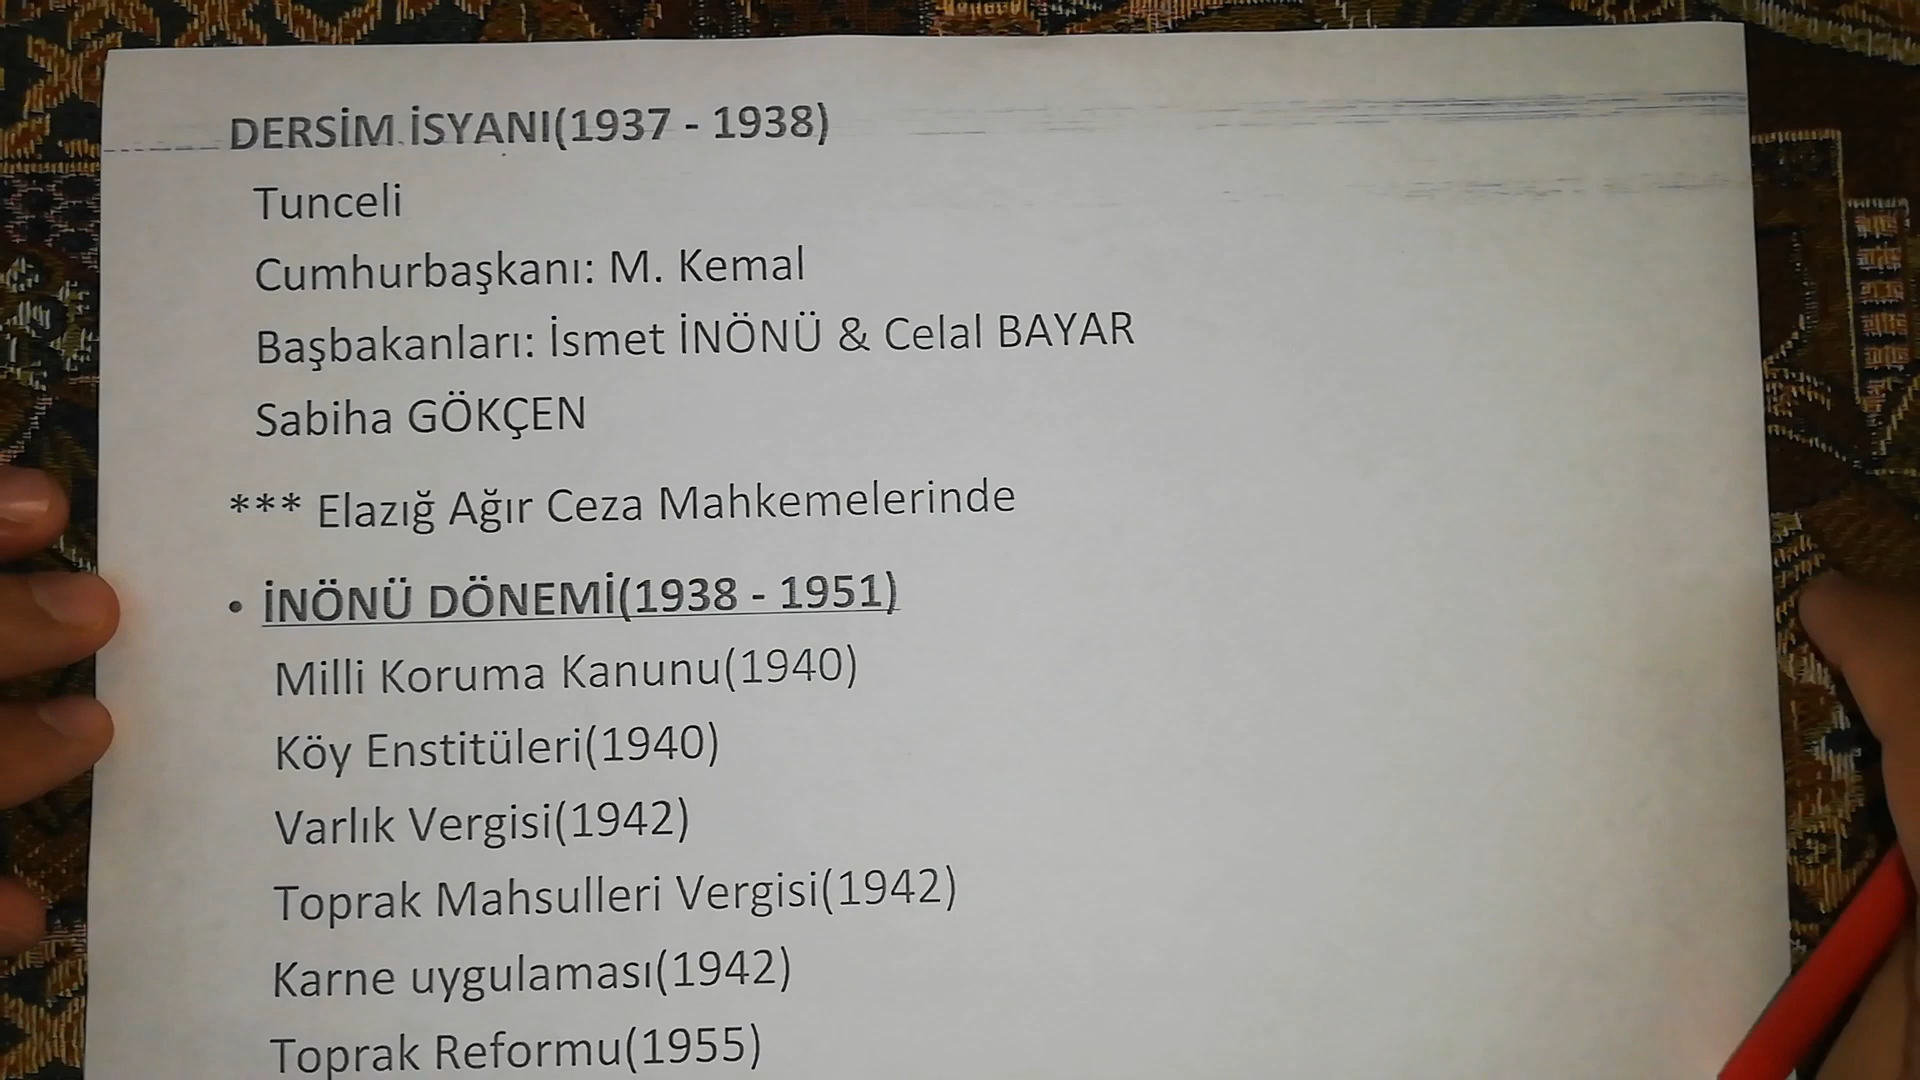 DERSİM İSYANI(1937 - 1938)
Tunceli
Cumhurbaşkanı: M. Kemal
Başbakanları: İsmet İNÖNÜ & Celal BAYAR
Sabiha GÖKÇEN
*** Elazığ Ağır Ceza Mahkemelerinde
• İNÖNÜ DÖNEMİ(1938 - 1951)
Milli Koruma Kanunu(1940)
Köy Enstitüleri(1940)
Varlık Vergisi(1942)
Toprak Mahsulleri Vergisi(1942)
Karne uygulaması(1942)
Toprak Reformu(1955)